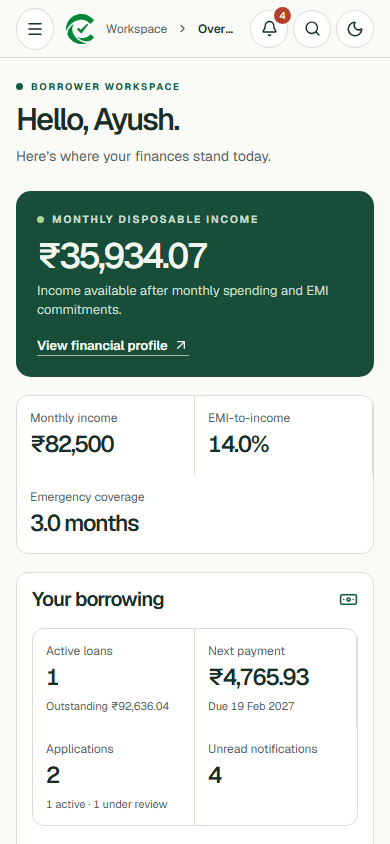 Workspace > Over...
4
BORROWER WORKSPACE
Hello, Ayush.
Here's where your finances stand today.
MONTHLY DISPOSABLE INCOME
₹35,934.07
Income available after monthly spending and EMI
commitments.
View financial profile ↗
Monthly income
₹82,500
EMI-to-income
14.0%
Emergency coverage
3.0 months
Your borrowing
Active loans
1
Outstanding ₹92,636.04
Next payment
₹4,765.93
Due 19 Feb 2027
Applications
2
1 active · 1 under review
Unread notifications
4